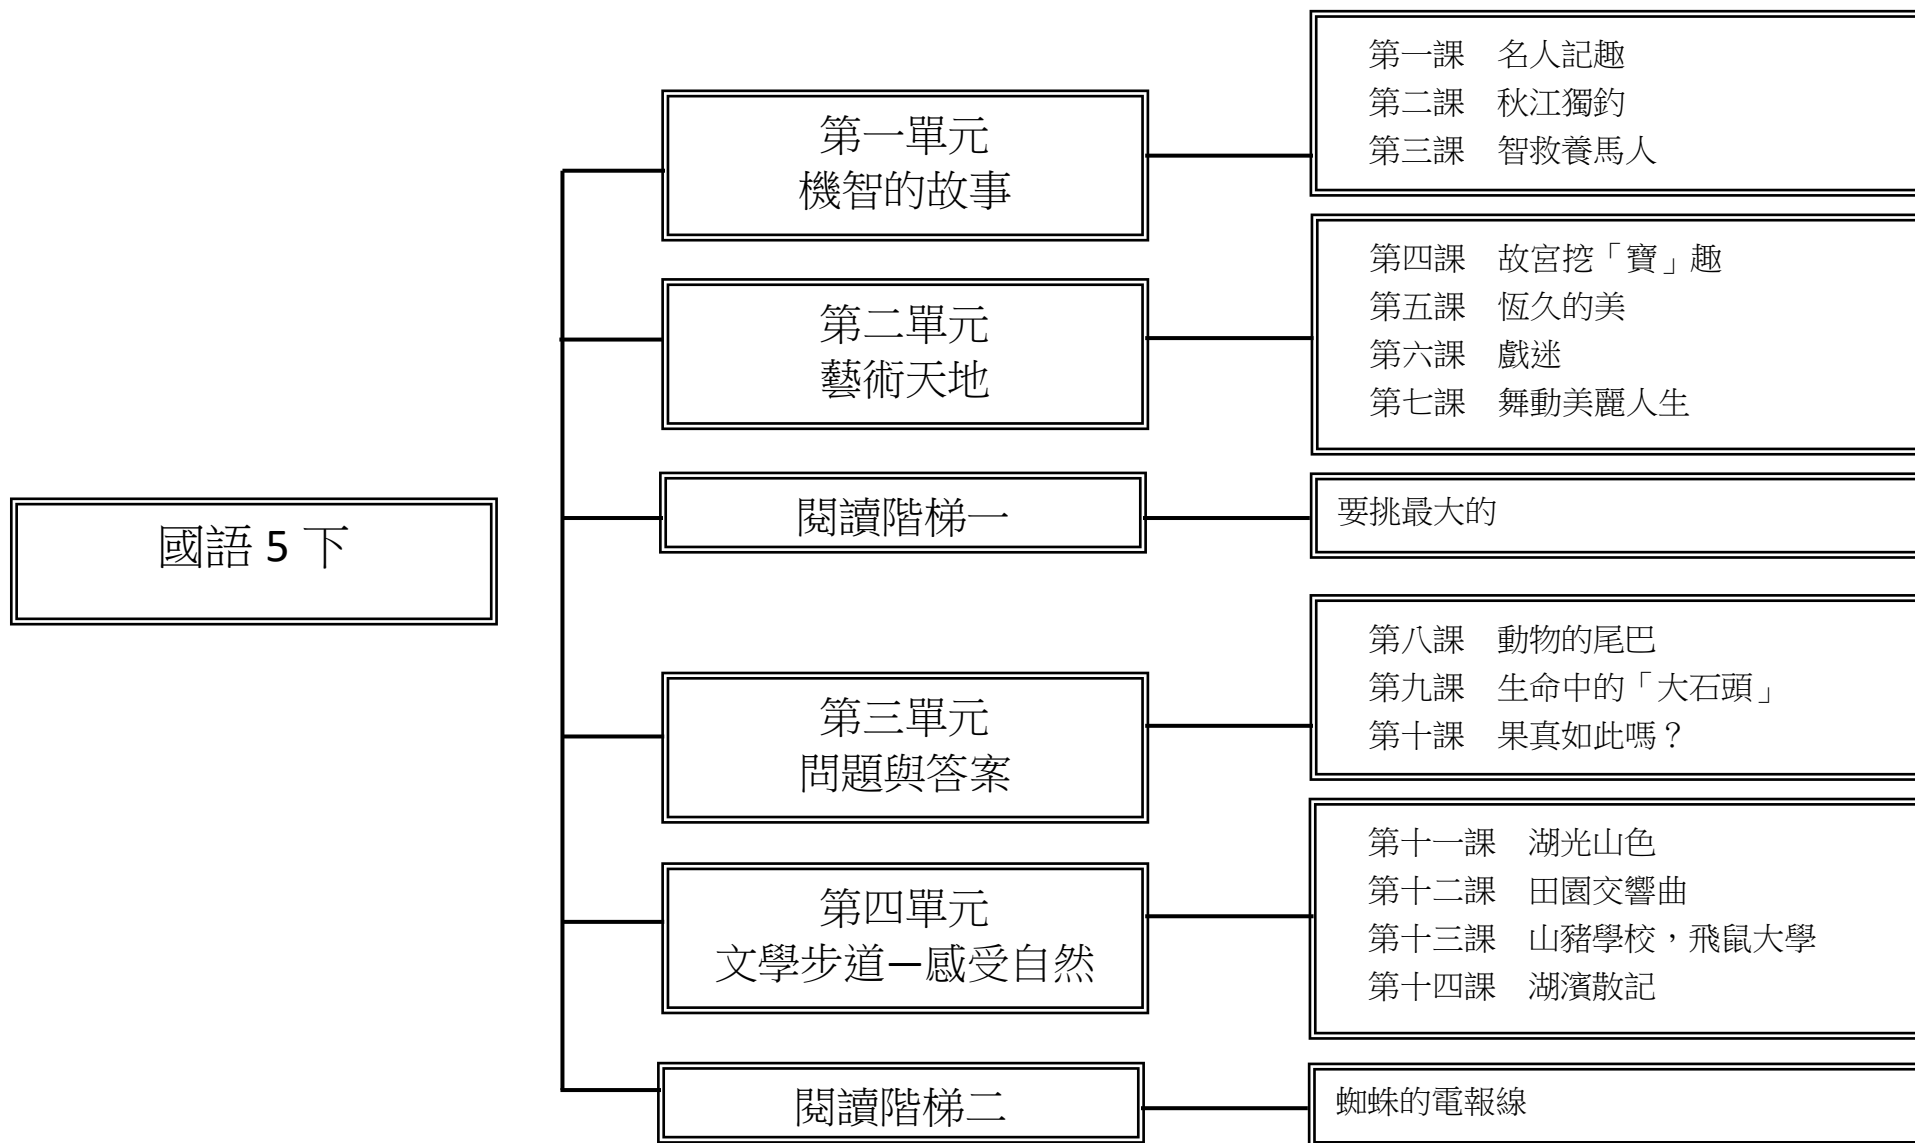 國語 5 下
第一單元
機智的故事
第一課　名人記趣
第二課　秋江獨釣
第三課　智救養馬人
第二單元
藝術天地
第四課　故宮挖「寶」趣
第五課　恆久的美
第六課　戲迷
第七課　舞動美麗人生
閱讀階梯一
要挑最大的
第三單元
問題與答案
第八課　動物的尾巴
第九課　生命中的「大石頭」
第十課　果真如此嗎？
第四單元
文學步道—感受自然
第十一課　湖光山色
第十二課　田園交響曲
第十三課　山豬學校，飛鼠大學
第十四課　湖濱散記
閱讀階梯二
蜘蛛的電報線